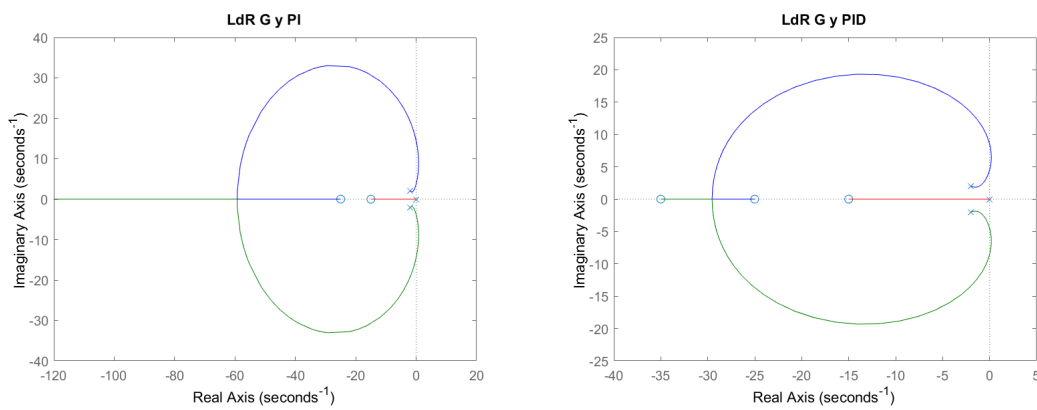 LdR G y PI
40
30
20
10
0
-10
-20
-30
-40
-120 -100 -80 -60 -40 -20 0 20
Imaginary Axis (seconds⁻¹)
Real Axis (seconds⁻¹)
LdR G y PID
25
20
15
10
5
0
-5
-10
-15
-20
-25
-40 -35 -30 -25 -20 -15 -10 -5 0 5
Imaginary Axis (seconds⁻¹)
Real Axis (seconds⁻¹)